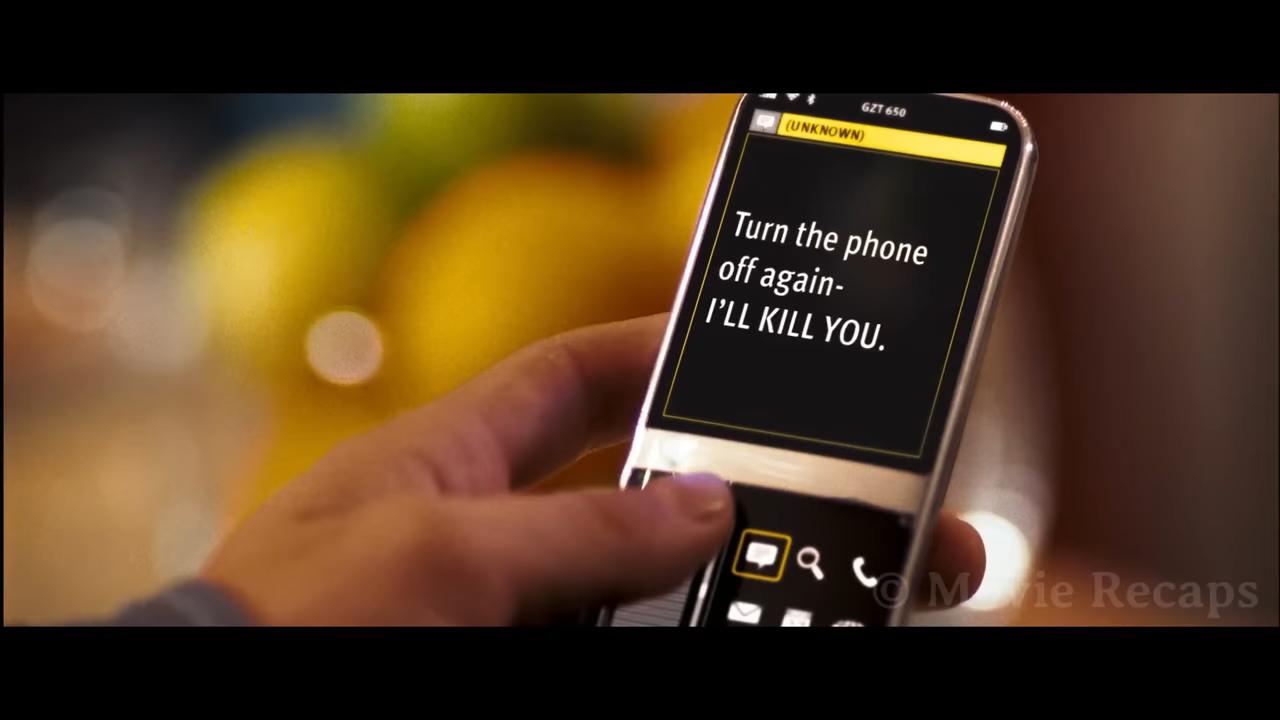 GZT 650
(UNKNOWN)
Turn the phone
off again-
I'LL KILL YOU.
© Movie Recaps